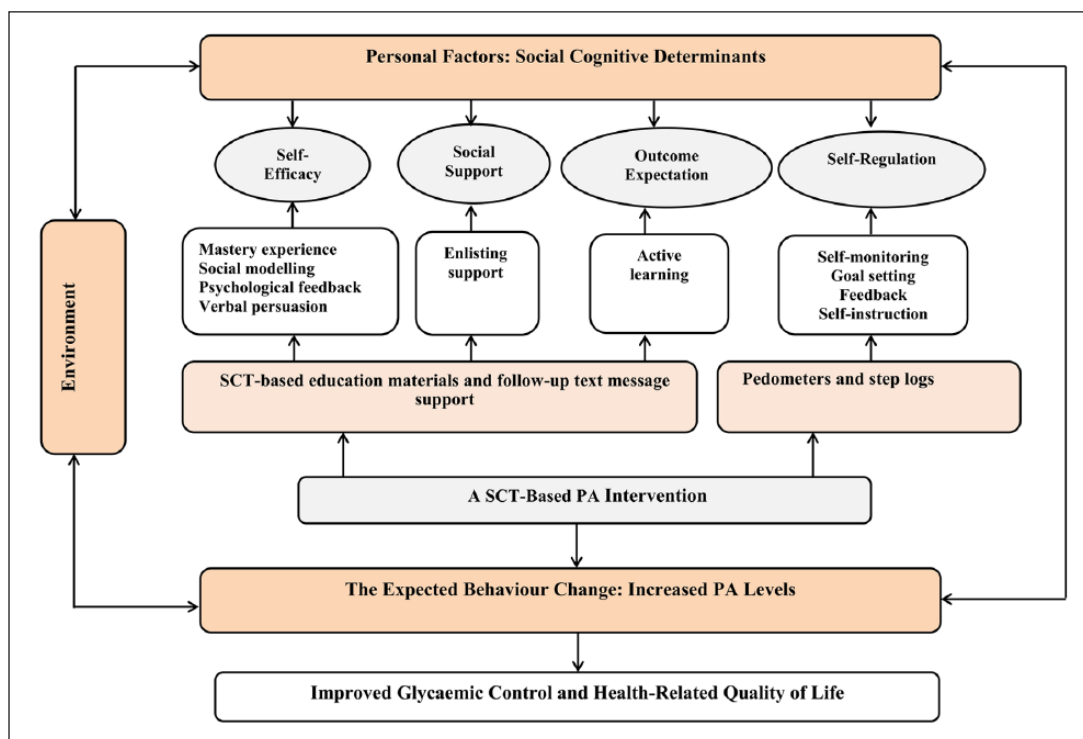 Personal Factors: Social Cognitive Determinants
Self-
Efficacy
Social
Support
Outcome
Expectation
Self-Regulation
Mastery experience
Social modelling
Psychological feedback
Verbal persuasion
Enlisting
support
Active
learning
Self-monitoring
Goal setting
Feedback
Self-instruction
Environment
SCT-based education materials and follow-up text message
support
Pedometers and step logs
A SCT-Based PA Intervention
The Expected Behaviour Change: Increased PA Levels
Improved Glycaemic Control and Health-Related Quality of Life